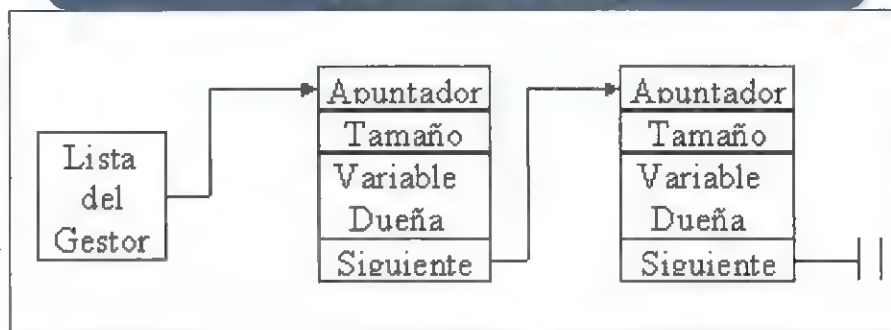 Lista
del
Gestor
Apuntador
Tamaño
Variable
Dueña
Siguiente
Apuntador
Tamaño
Variable
Dueña
Siguiente